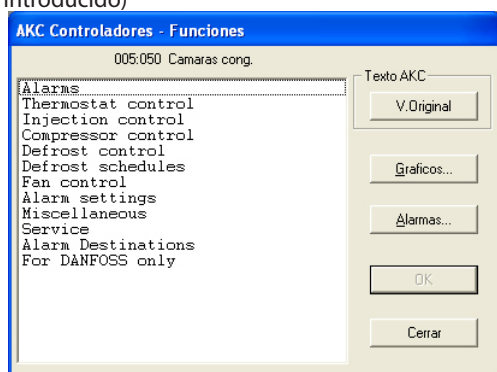 introducido)
AKC Controladores - Funciones
005:050 Camaras cong.
Alarms
Thermostat control
Injection control
Compressor control
Defrost control
Defrost schedules
Fan control
Alarm settings
Miscellaneous
Service
Alarm Destinations
For DANFOSS only
Texto AKC
V.Original
Graficos...
Alarmas...
OK
Cerrar